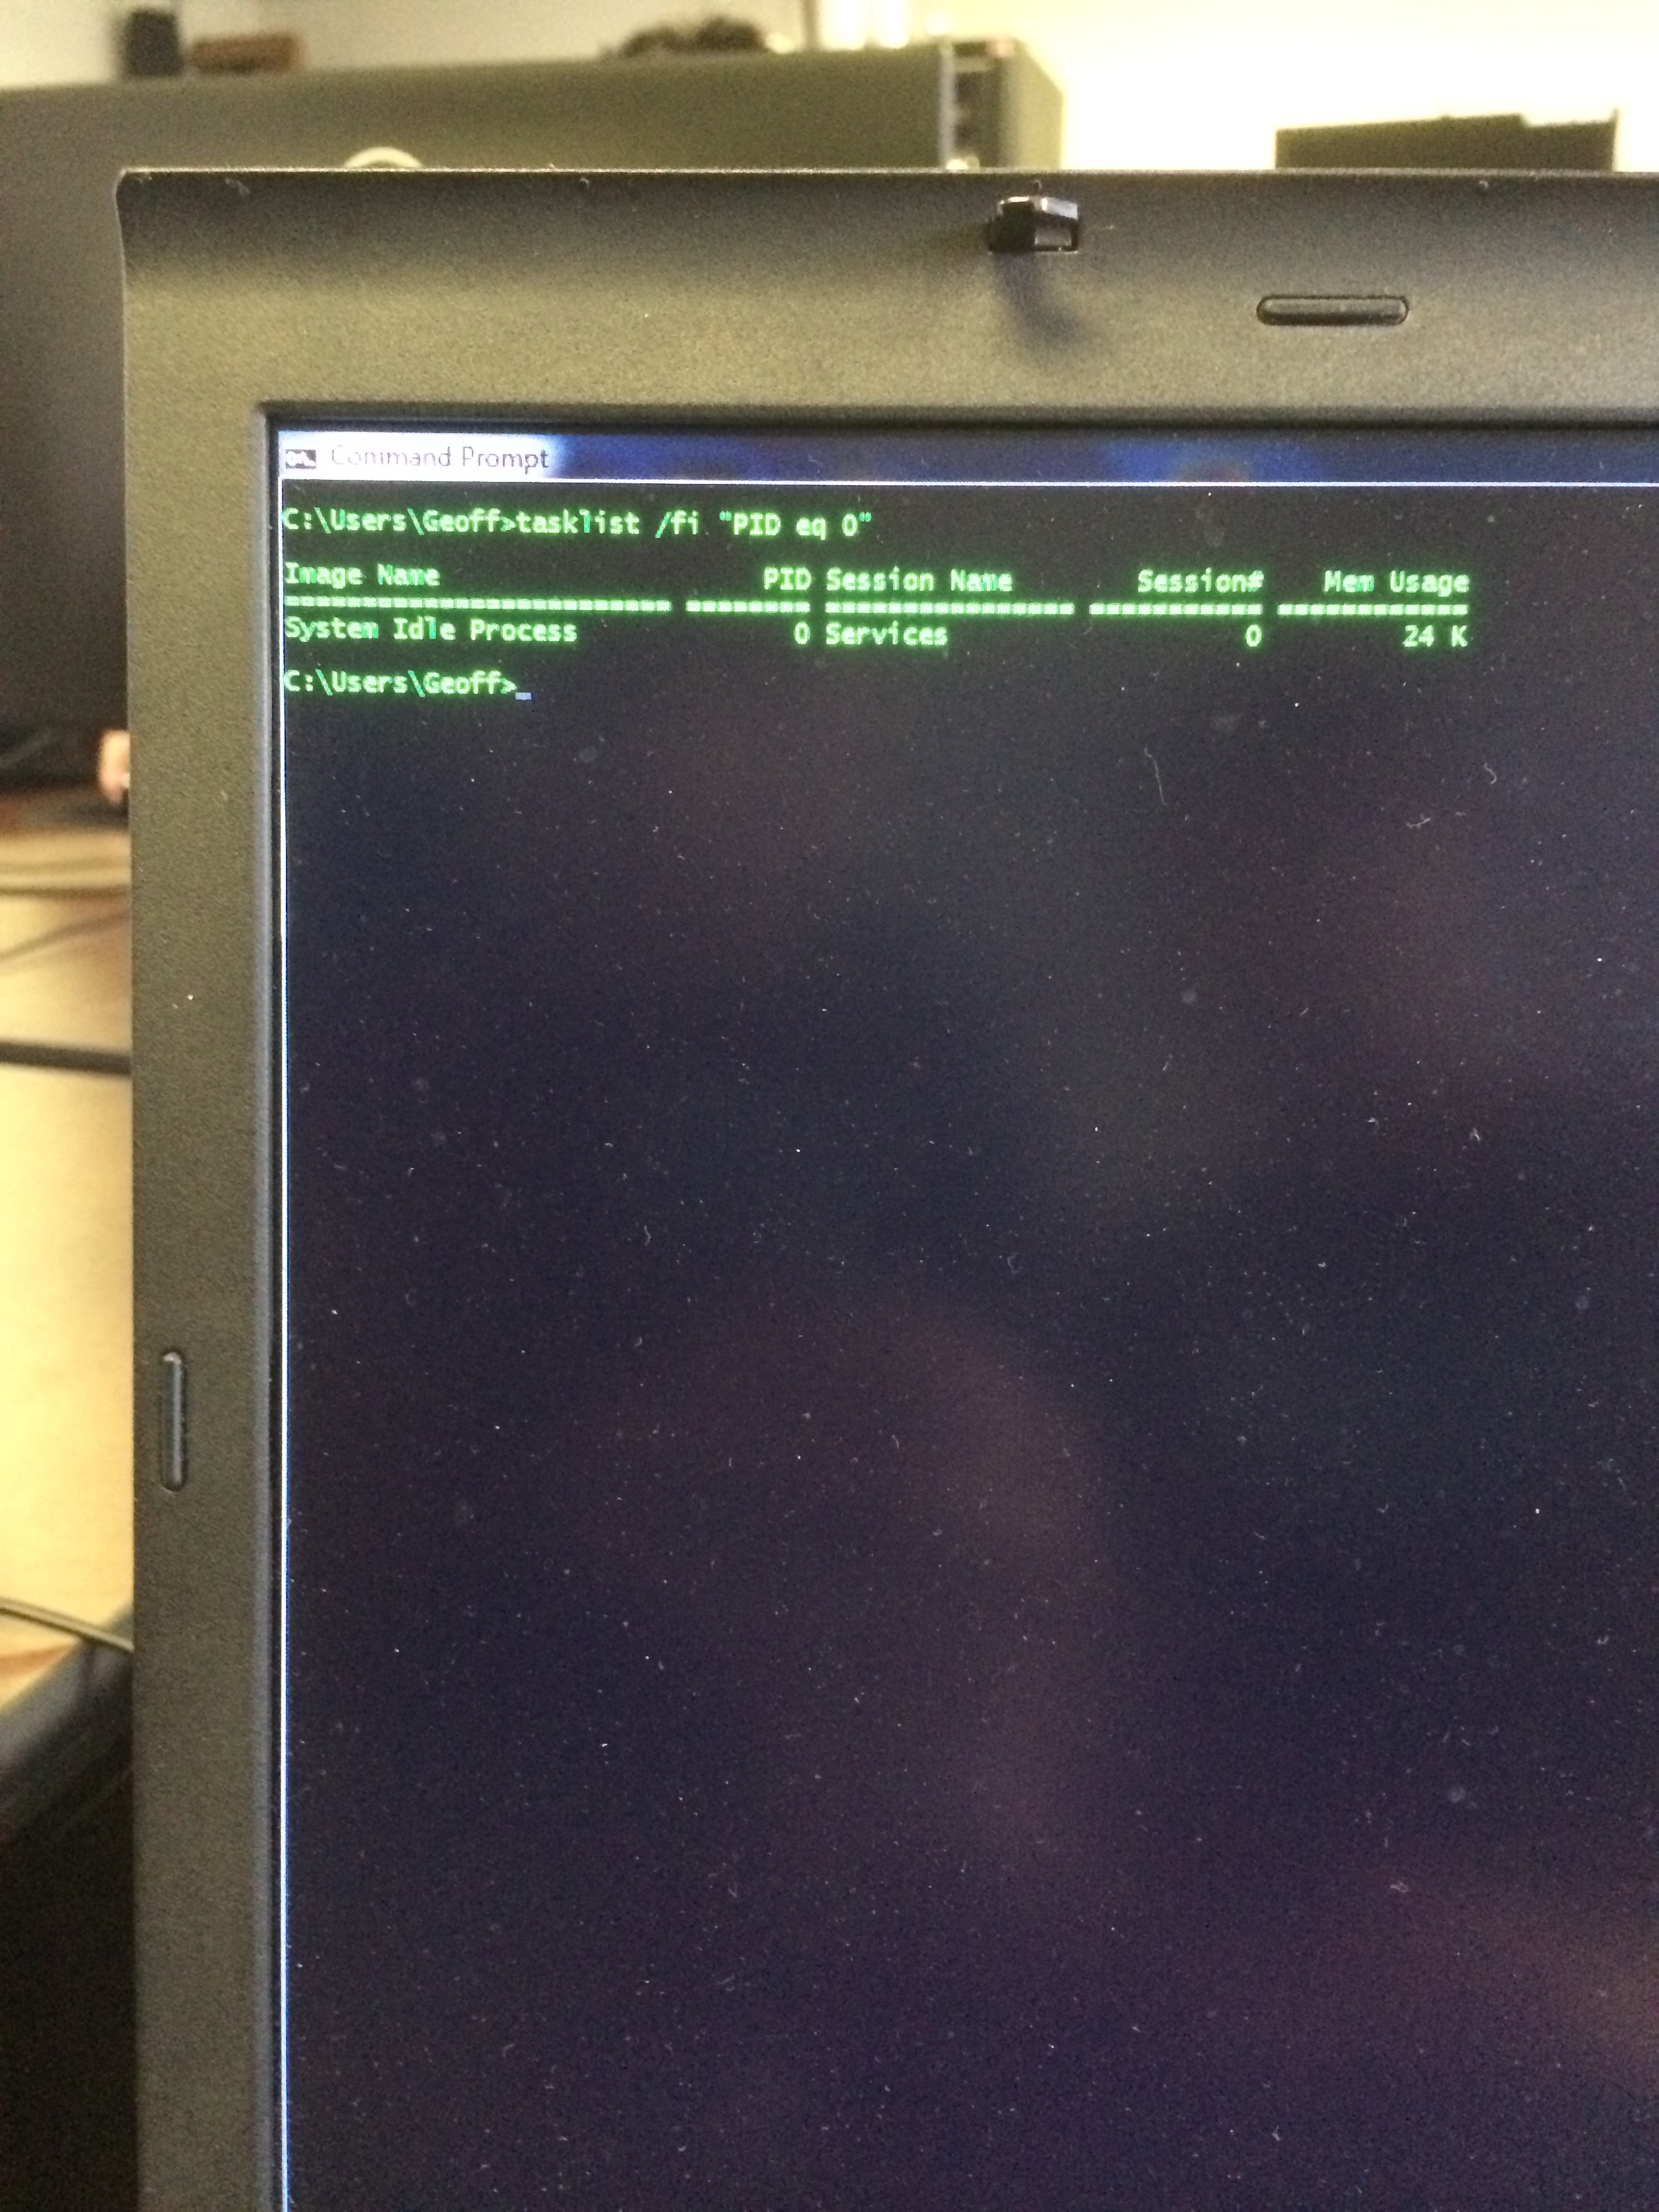 Command Prompt
C:\Users\Geoff>tasklist /fi "PID eq 0"
Image Name                     PID Session Name        Session#    Mem Usage
========================= ======== ================ =========== ============
System Idle Process              0 Services                   0         24 K
C:\Users\Geoff>_